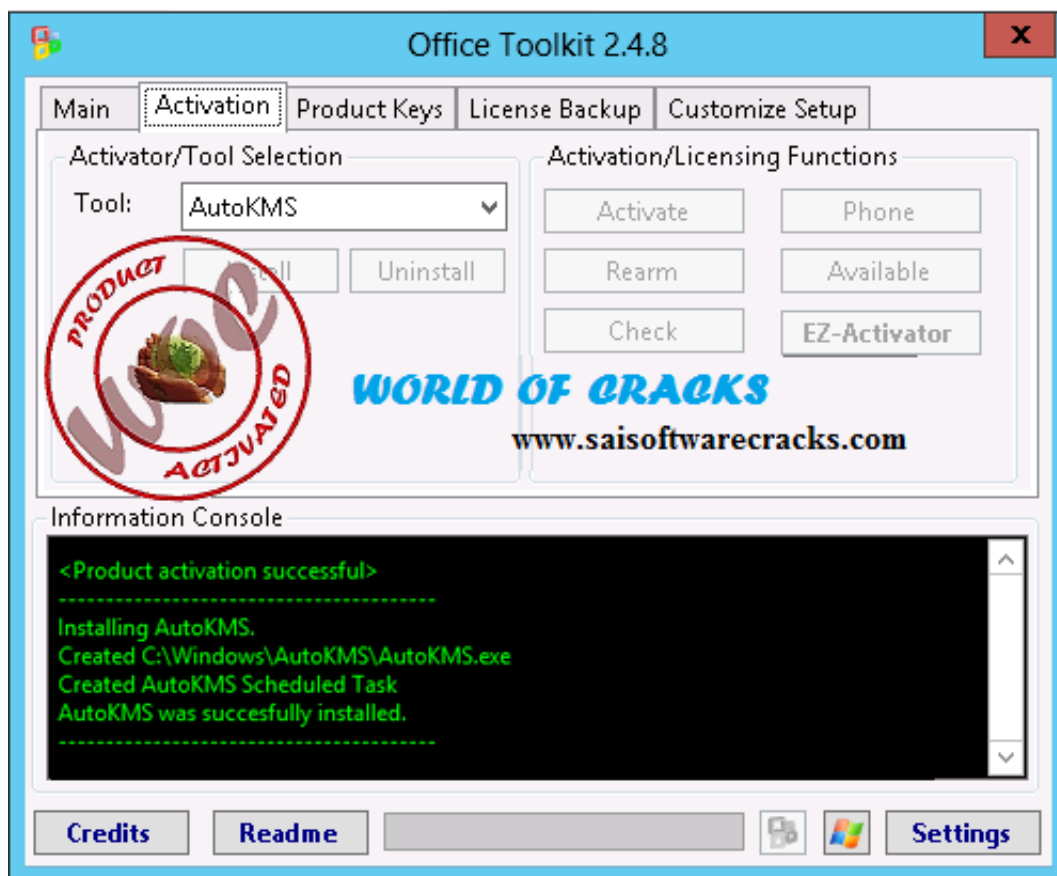 Office Toolkit 2.4.8
x
Main Activation Product Keys License Backup Customize Setup
Activator/Tool Selection
Tool: AutoKMS
Install Uninstall
Activation/Licensing Functions
Activate Phone
Rearm Available
Check EZ-Activator
PRODUCT
woc
ACTIVATED
WORLD OF CRACKS
www.saisoftwarecracks.com
Information Console
<Product activation successful>
----------------------------------------
Installing AutoKMS.
Created C:\Windows\AutoKMS\AutoKMS.exe
Created AutoKMS Scheduled Task
AutoKMS was succesfully installed.
----------------------------------------
Credits Readme Settings